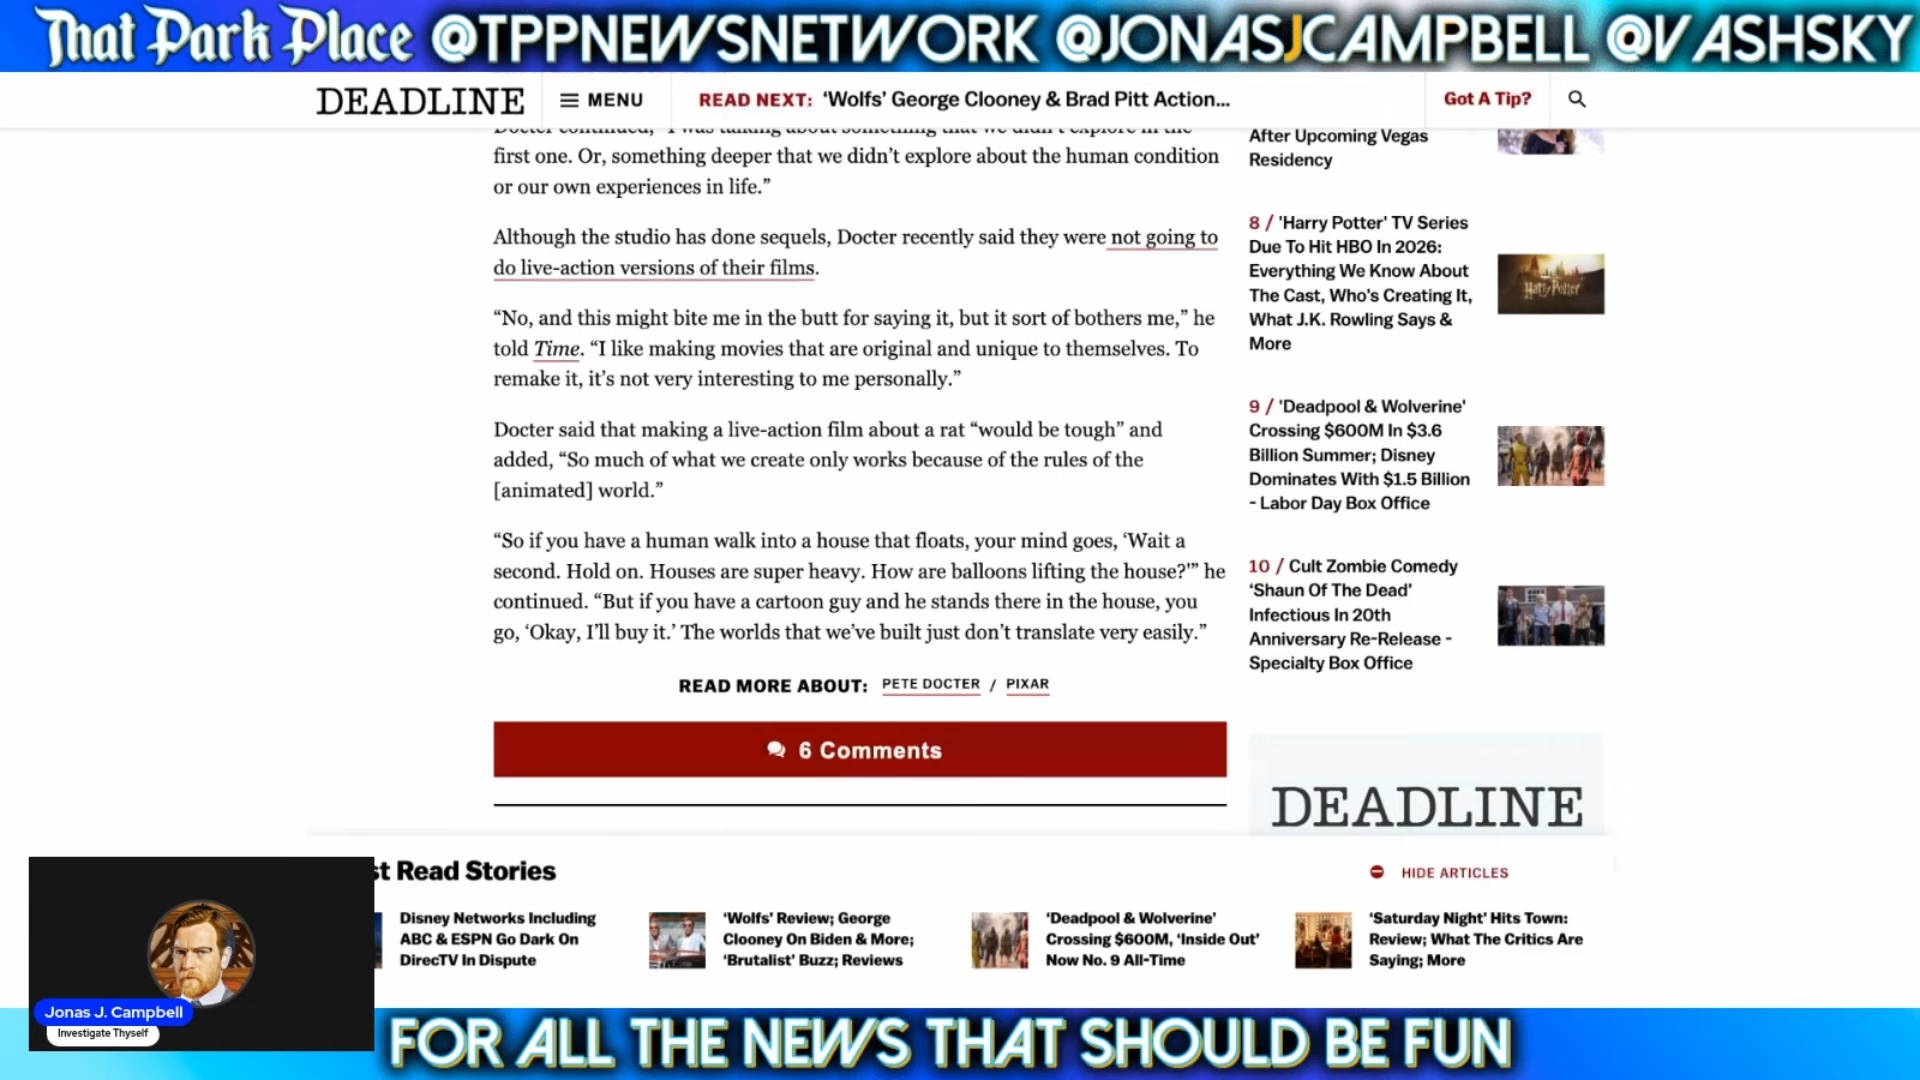 That Park Place @TPPNEWSNETWORK @JONASJCAMPBELL @VASHSKY
DEADLINE
MENU
READ NEXT: ‘Wolfs’ George Clooney & Brad Pitt Action...
Got A Tip?
Docter continued, “I was talking about something that we didn’t explore in the
first one. Or, something deeper that we didn’t explore about the human condition
or our own experiences in life.”
Although the studio has done sequels, Docter recently said they were not going to
do live-action versions of their films.
“No, and this might bite me in the butt for saying it, but it sort of bothers me,” he
told Time. “I like making movies that are original and unique to themselves. To
remake it, it’s not very interesting to me personally.”
Docter said that making a live-action film about a rat “would be tough” and
added, “So much of what we create only works because of the rules of the
[animated] world.”
“So if you have a human walk into a house that floats, your mind goes, ‘Wait a
second. Hold on. Houses are super heavy. How are balloons lifting the house?’” he
continued. “But if you have a cartoon guy and he stands there in the house, you
go, ‘Okay, I’ll buy it.’ The worlds that we’ve built just don’t translate very easily.”
READ MORE ABOUT: PETE DOCTER / PIXAR
6 Comments
After Upcoming Vegas
Residency
8 / 'Harry Potter' TV Series
Due To Hit HBO In 2026:
Everything We Know About
The Cast, Who's Creating It,
What J.K. Rowling Says &
More
Harry Potter
9 / 'Deadpool & Wolverine'
Crossing $600M In $3.6
Billion Summer; Disney
Dominates With $1.5 Billion
- Labor Day Box Office
10 / Cult Zombie Comedy
‘Shaun Of The Dead’
Infectious In 20th
Anniversary Re-Release -
Specialty Box Office
DEADLINE
st Read Stories
HIDE ARTICLES
Disney Networks Including
ABC & ESPN Go Dark On
DirecTV In Dispute
‘Wolfs’ Review; George
Clooney On Biden & More;
‘Brutalist’ Buzz; Reviews
‘Deadpool & Wolverine’
Crossing $600M, ‘Inside Out’
Now No. 9 All-Time
‘Saturday Night’ Hits Town:
Review; What The Critics Are
Saying; More
Jonas J. Campbell
Investigate Thyself
FOR ALL THE NEWS THAT SHOULD BE FUN